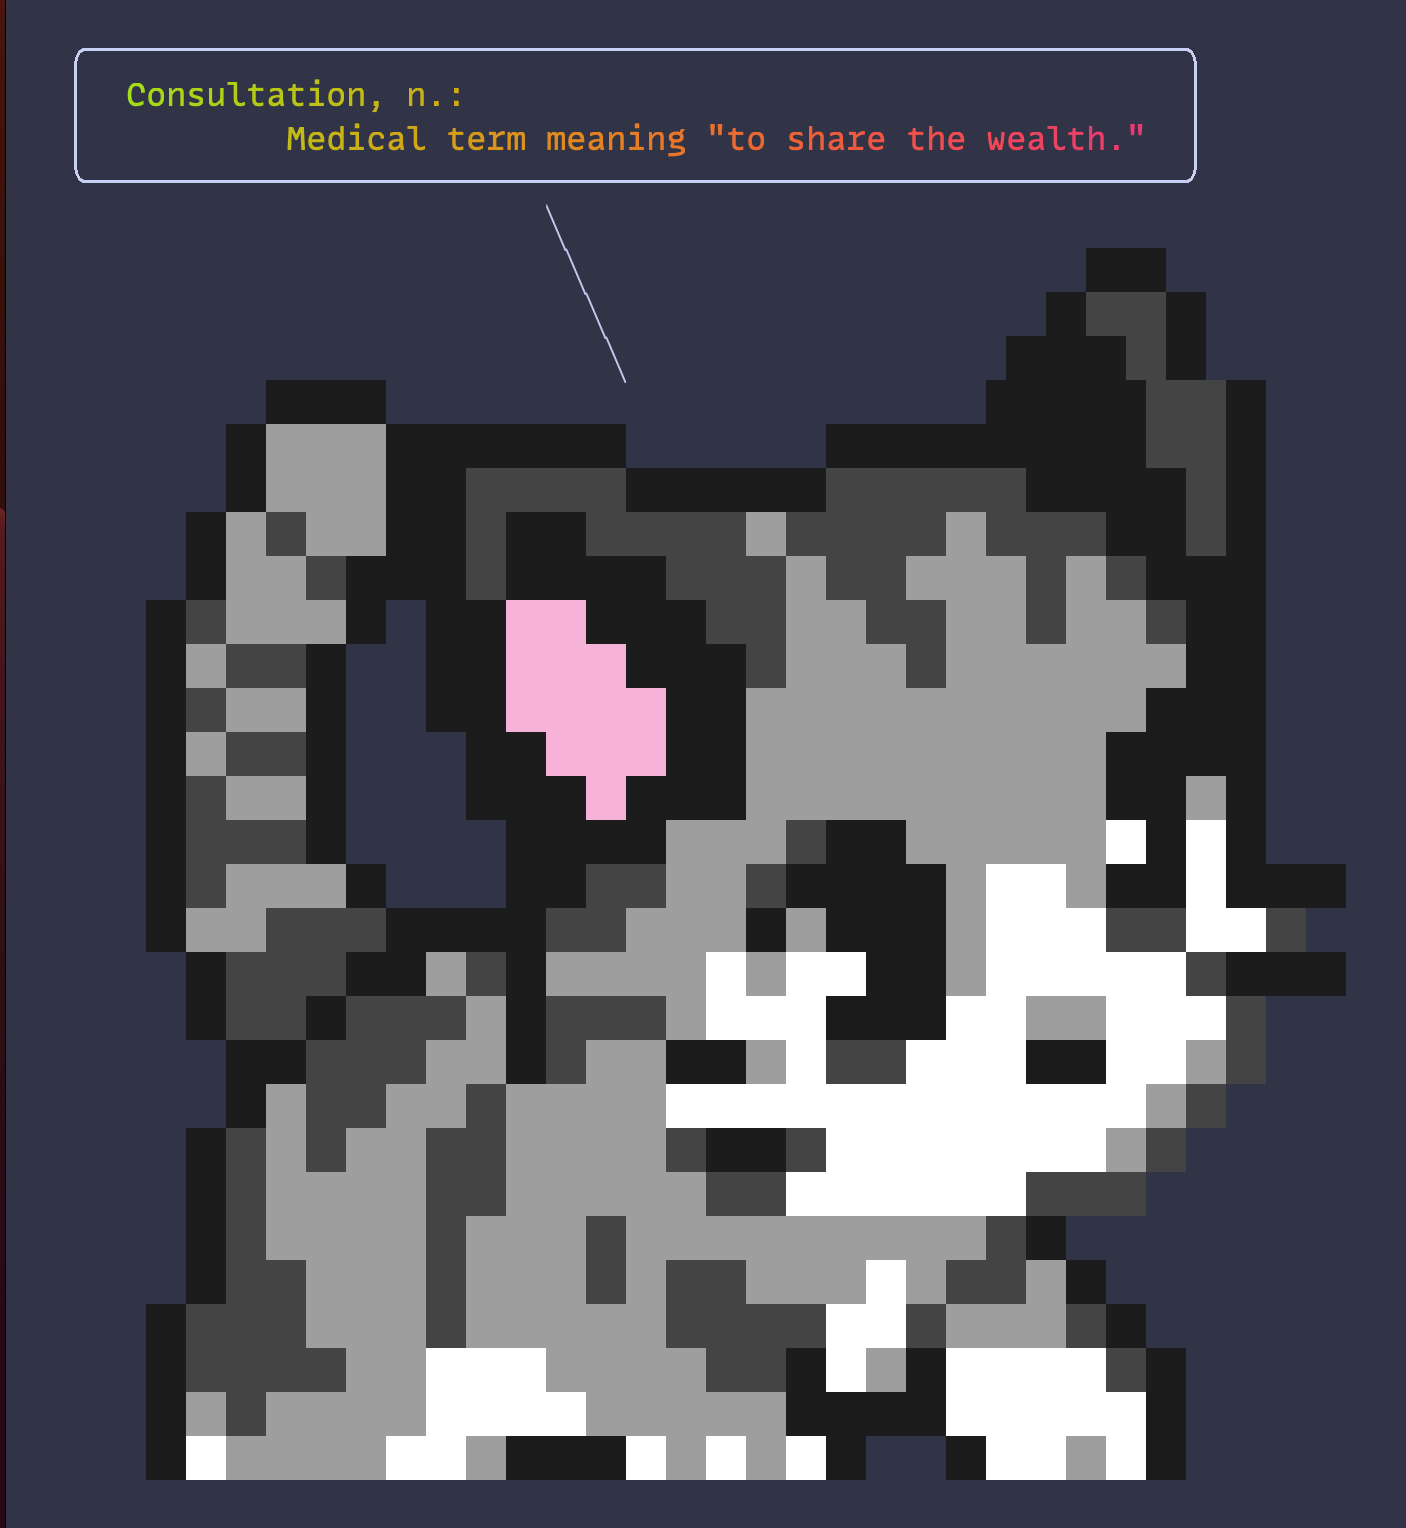 Consultation, n.:
Medical term meaning "to share the wealth."